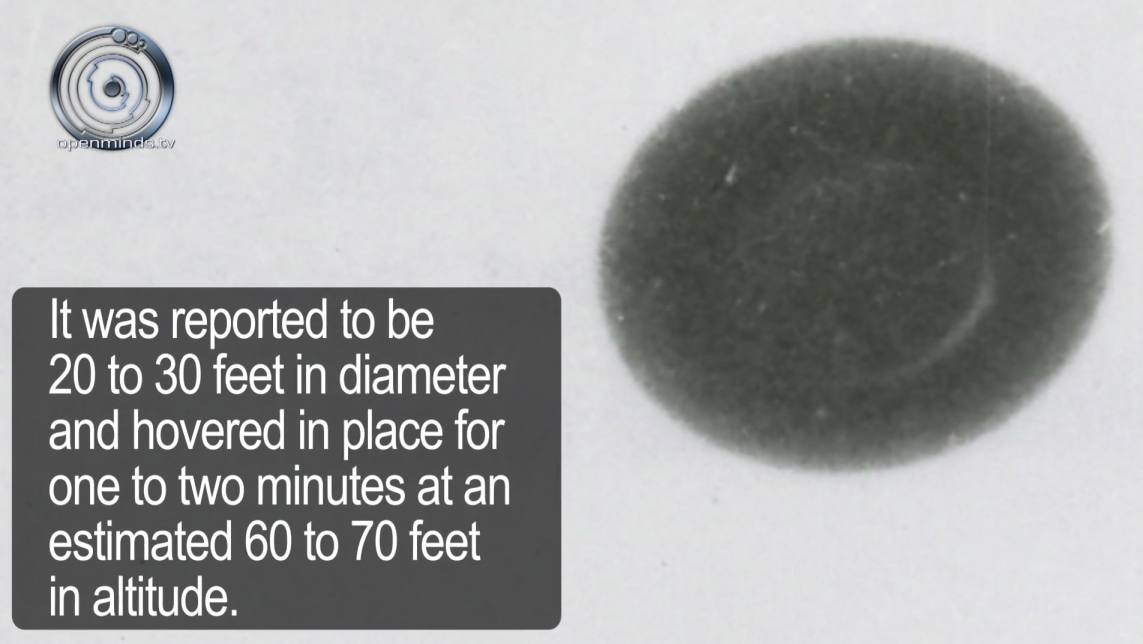 openminds.tv
It was reported to be
20 to 30 feet in diameter
and hovered in place for
one to two minutes at an
estimated 60 to 70 feet
in altitude.